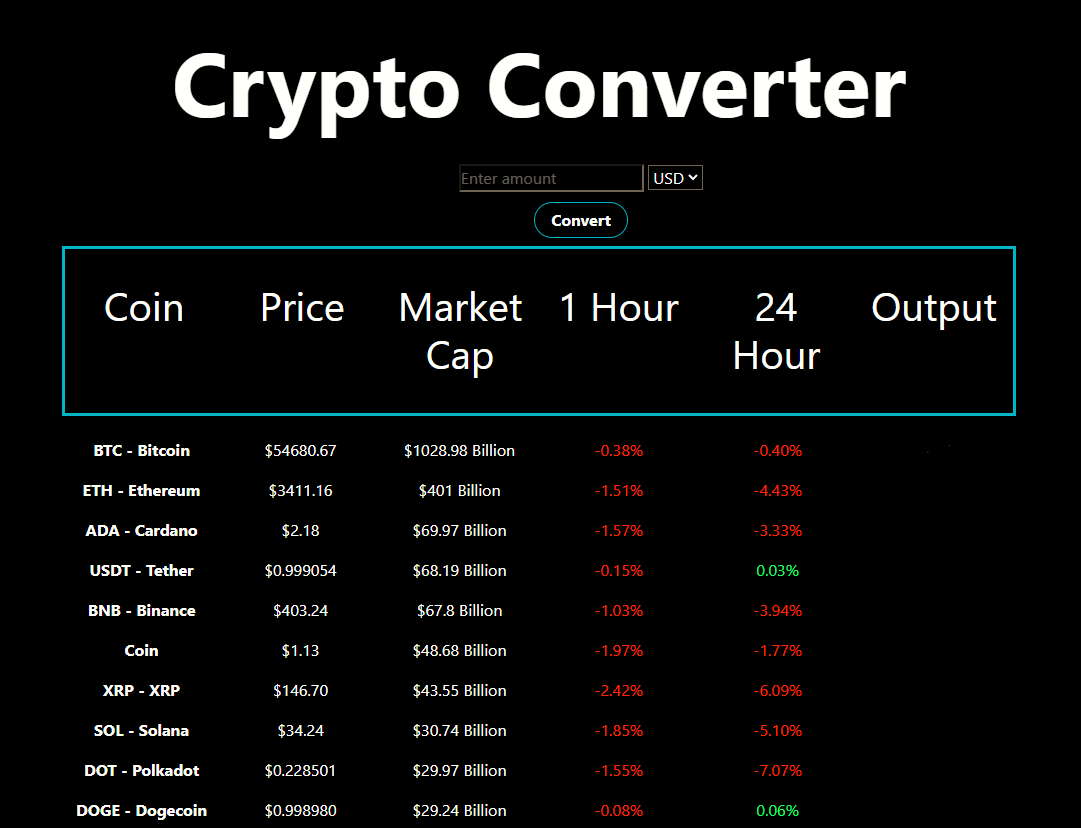 Crypto Converter
Enter amount USD
Convert
Coin Price Market Cap 1 Hour 24 Hour Output
BTC - Bitcoin $54680.67 $1028.98 Billion -0.38% -0.40%
ETH - Ethereum $3411.16 $401 Billion -1.51% -4.43%
ADA - Cardano $2.18 $69.97 Billion -1.57% -3.33%
USDT - Tether $0.999054 $68.19 Billion -0.15% 0.03%
BNB - Binance $403.24 $67.8 Billion -1.03% -3.94%
Coin $1.13 $48.68 Billion -1.97% -1.77%
XRP - XRP $146.70 $43.55 Billion -2.42% -6.09%
SOL - Solana $34.24 $30.74 Billion -1.85% -5.10%
DOT - Polkadot $0.228501 $29.97 Billion -1.55% -7.07%
DOGE - Dogecoin $0.998980 $29.24 Billion -0.08% 0.06%